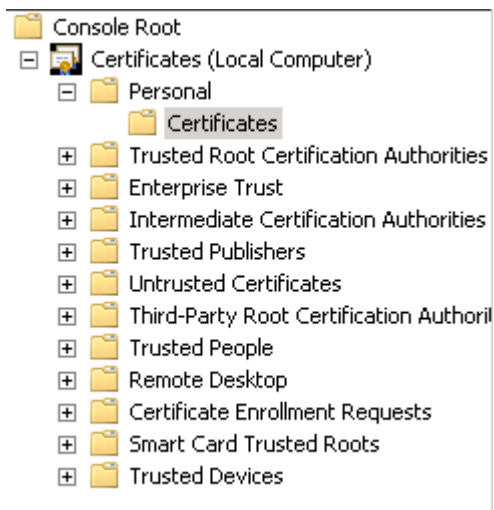 Console Root
Certificates (Local Computer)
Personal
Certificates
Trusted Root Certification Authorities
Enterprise Trust
Intermediate Certification Authorities
Trusted Publishers
Untrusted Certificates
Third-Party Root Certification Authori
Trusted People
Remote Desktop
Certificate Enrollment Requests
Smart Card Trusted Roots
Trusted Devices